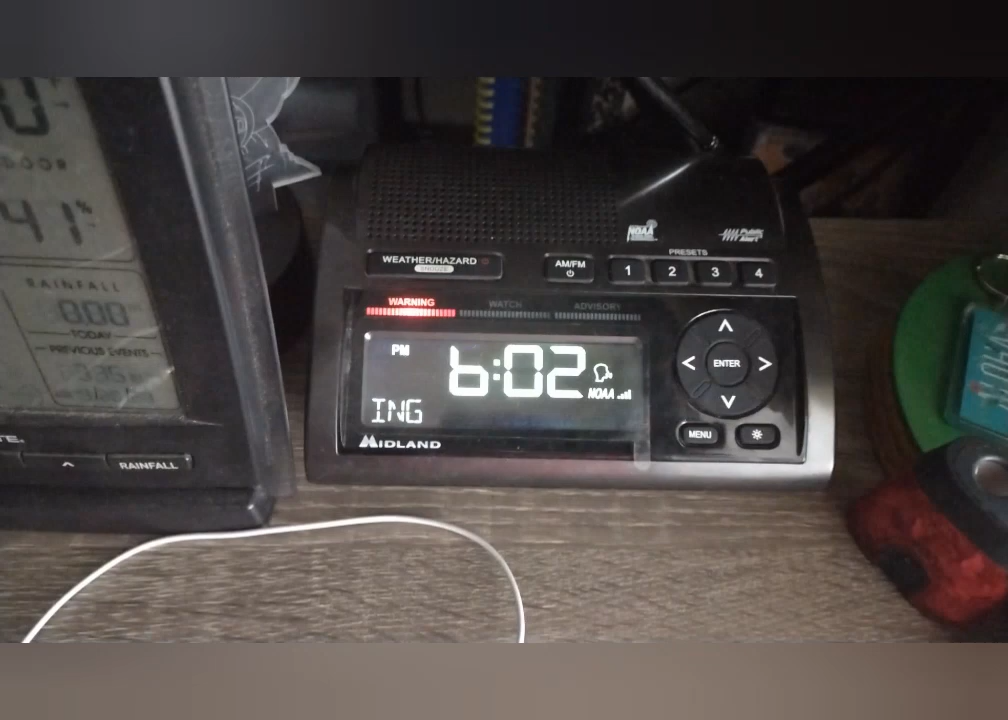 41%
RAINFALL
0.00
TODAY
PREVIOUS EVENTS
RAINFALL
NOAA
Public Alert
WEATHER/HAZARD
SNOOZE
AM/FM
PRESETS
1 2 3 4
WARNING WATCH ADVISORY
PM
6:02
NOAA
ING
MIDLAND
ENTER
MENU